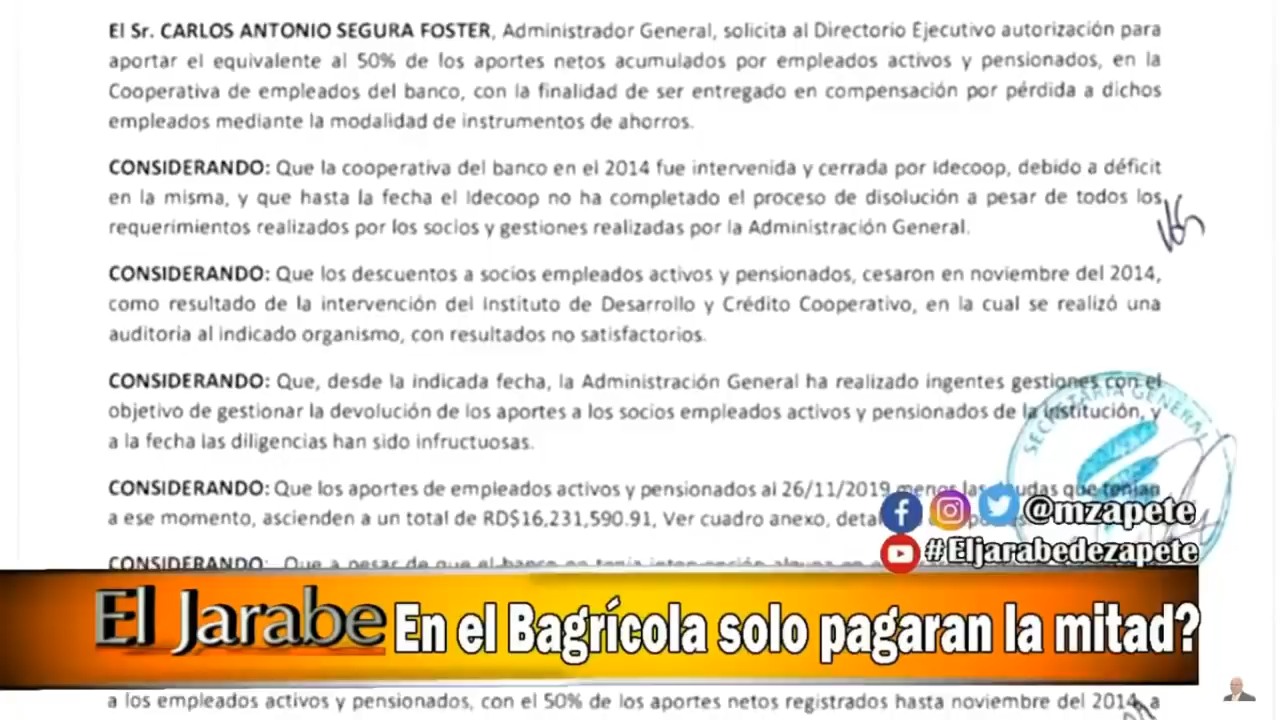 El Sr. CARLOS ANTONIO SEGURA FOSTER, Administrador General, solicita al Directorio Ejecutivo autorización para
aportar el equivalente al 50% de los aportes netos acumulados por empleados activos y pensionados, en la
Cooperativa de empleados del banco, con la finalidad de ser entregado en compensación por pérdida a dichos
empleados mediante la modalidad de instrumentos de ahorros.
CONSIDERANDO: Que la cooperativa del banco en el 2014 fue intervenida y cerrada por Idecoop, debido a déficit
en la misma, y que hasta la fecha el Idecoop no ha completado el proceso de disolución a pesar de todos los
requerimientos realizados por los socios y gestiones realizadas por la Administración General.
CONSIDERANDO: Que los descuentos a socios empleados activos y pensionados, cesaron en noviembre del 2014,
como resultado de la intervención del Instituto de Desarrollo y Crédito Cooperativo, en la cual se realizó una
auditoria al indicado organismo, con resultados no satisfactorios.
CONSIDERANDO: Que, desde la indicada fecha, la Administración General ha realizado ingentes gestiones con el
objetivo de gestionar la devolución de los aportes a los socios empleados activos y pensionados de la institución, y
a la fecha las diligencias han sido infructuosas.
SECRETARIA GENERAL
CONSIDERANDO: Que los aportes de empleados activos y pensionados al 26/11/2019 menos las que tenían
a ese momento, ascienden a un total de RD$16,231,590.91, Ver cuadro anexo,
@mzapete
#Eljarabedezapete
CONSIDERANDO: Que a pesar de que el banco no tenía
El Jarabe En el Bagrícola solo pagaran la mitad?
a los empleados activos y pensionados, con el 50% de los aportes netos registrados hasta noviembre del 2014, a